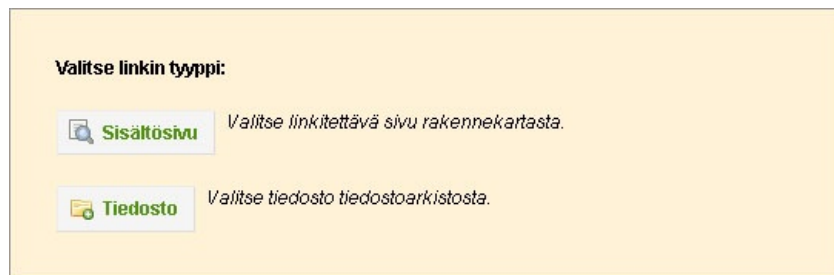 Valitse linkin tyyppi:
Sisältösivu Valitse linkitettävä sivu rakennekartasta.
Tiedosto Valitse tiedosto tiedostoarkistosta.